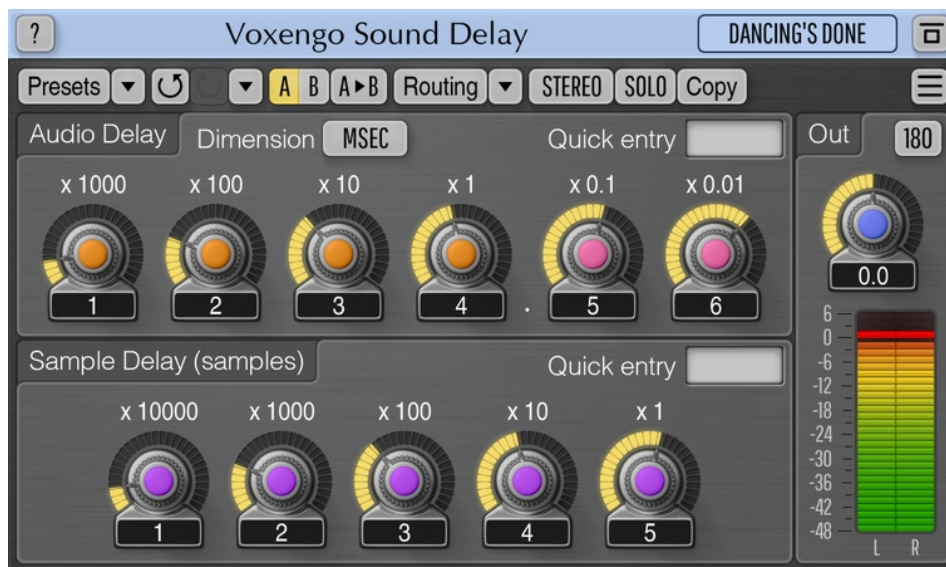 ? Voxengo Sound Delay DANCING'S DONE
Presets A B A►B Routing STEREO SOLO Copy
Audio Delay Dimension MSEC Quick entry
x 1000 x 100 x 10 x 1 x 0.1 x 0.01
1 2 3 4 . 5 6
Sample Delay (samples) Quick entry
x 10000 x 1000 x 100 x 10 x 1
1 2 3 4 5
Out 180
0.0
6
0
-6
-12
-18
-24
-30
-36
-42
-48
L R